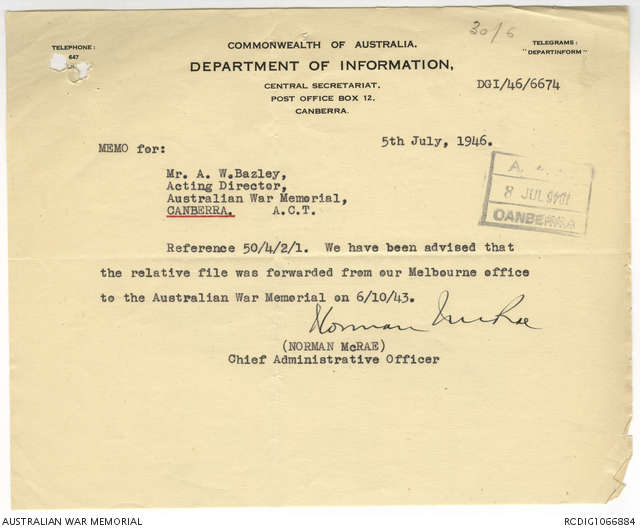 30/6
TELEPHONE:
647
COMMONWEALTH OF AUSTRALIA.
TELEGRAMS:
"DEPARTINFORM"
DEPARTMENT OF INFORMATION,
CENTRAL SECRETARIAT,
POST OFFICE BOX 12,
CANBERRA.
DGI/46/6674
5th July, 1946.
MEMO for:
Mr. A. W.Bazley,
Acting Director,
Australian War Memorial,
CANBERRA. A.C.T.
8 JUL
CANBERRA
Reference 50/4/2/1. We have been advised that
the relative file was forwarded from our Melbourne office
to the Australian War Memorial on 6/10/43.
Norman McRae
(NORMAN McRAE)
Chief Administrative Officer
AUSTRALIAN WAR MEMORIAL
RCDIG1066884